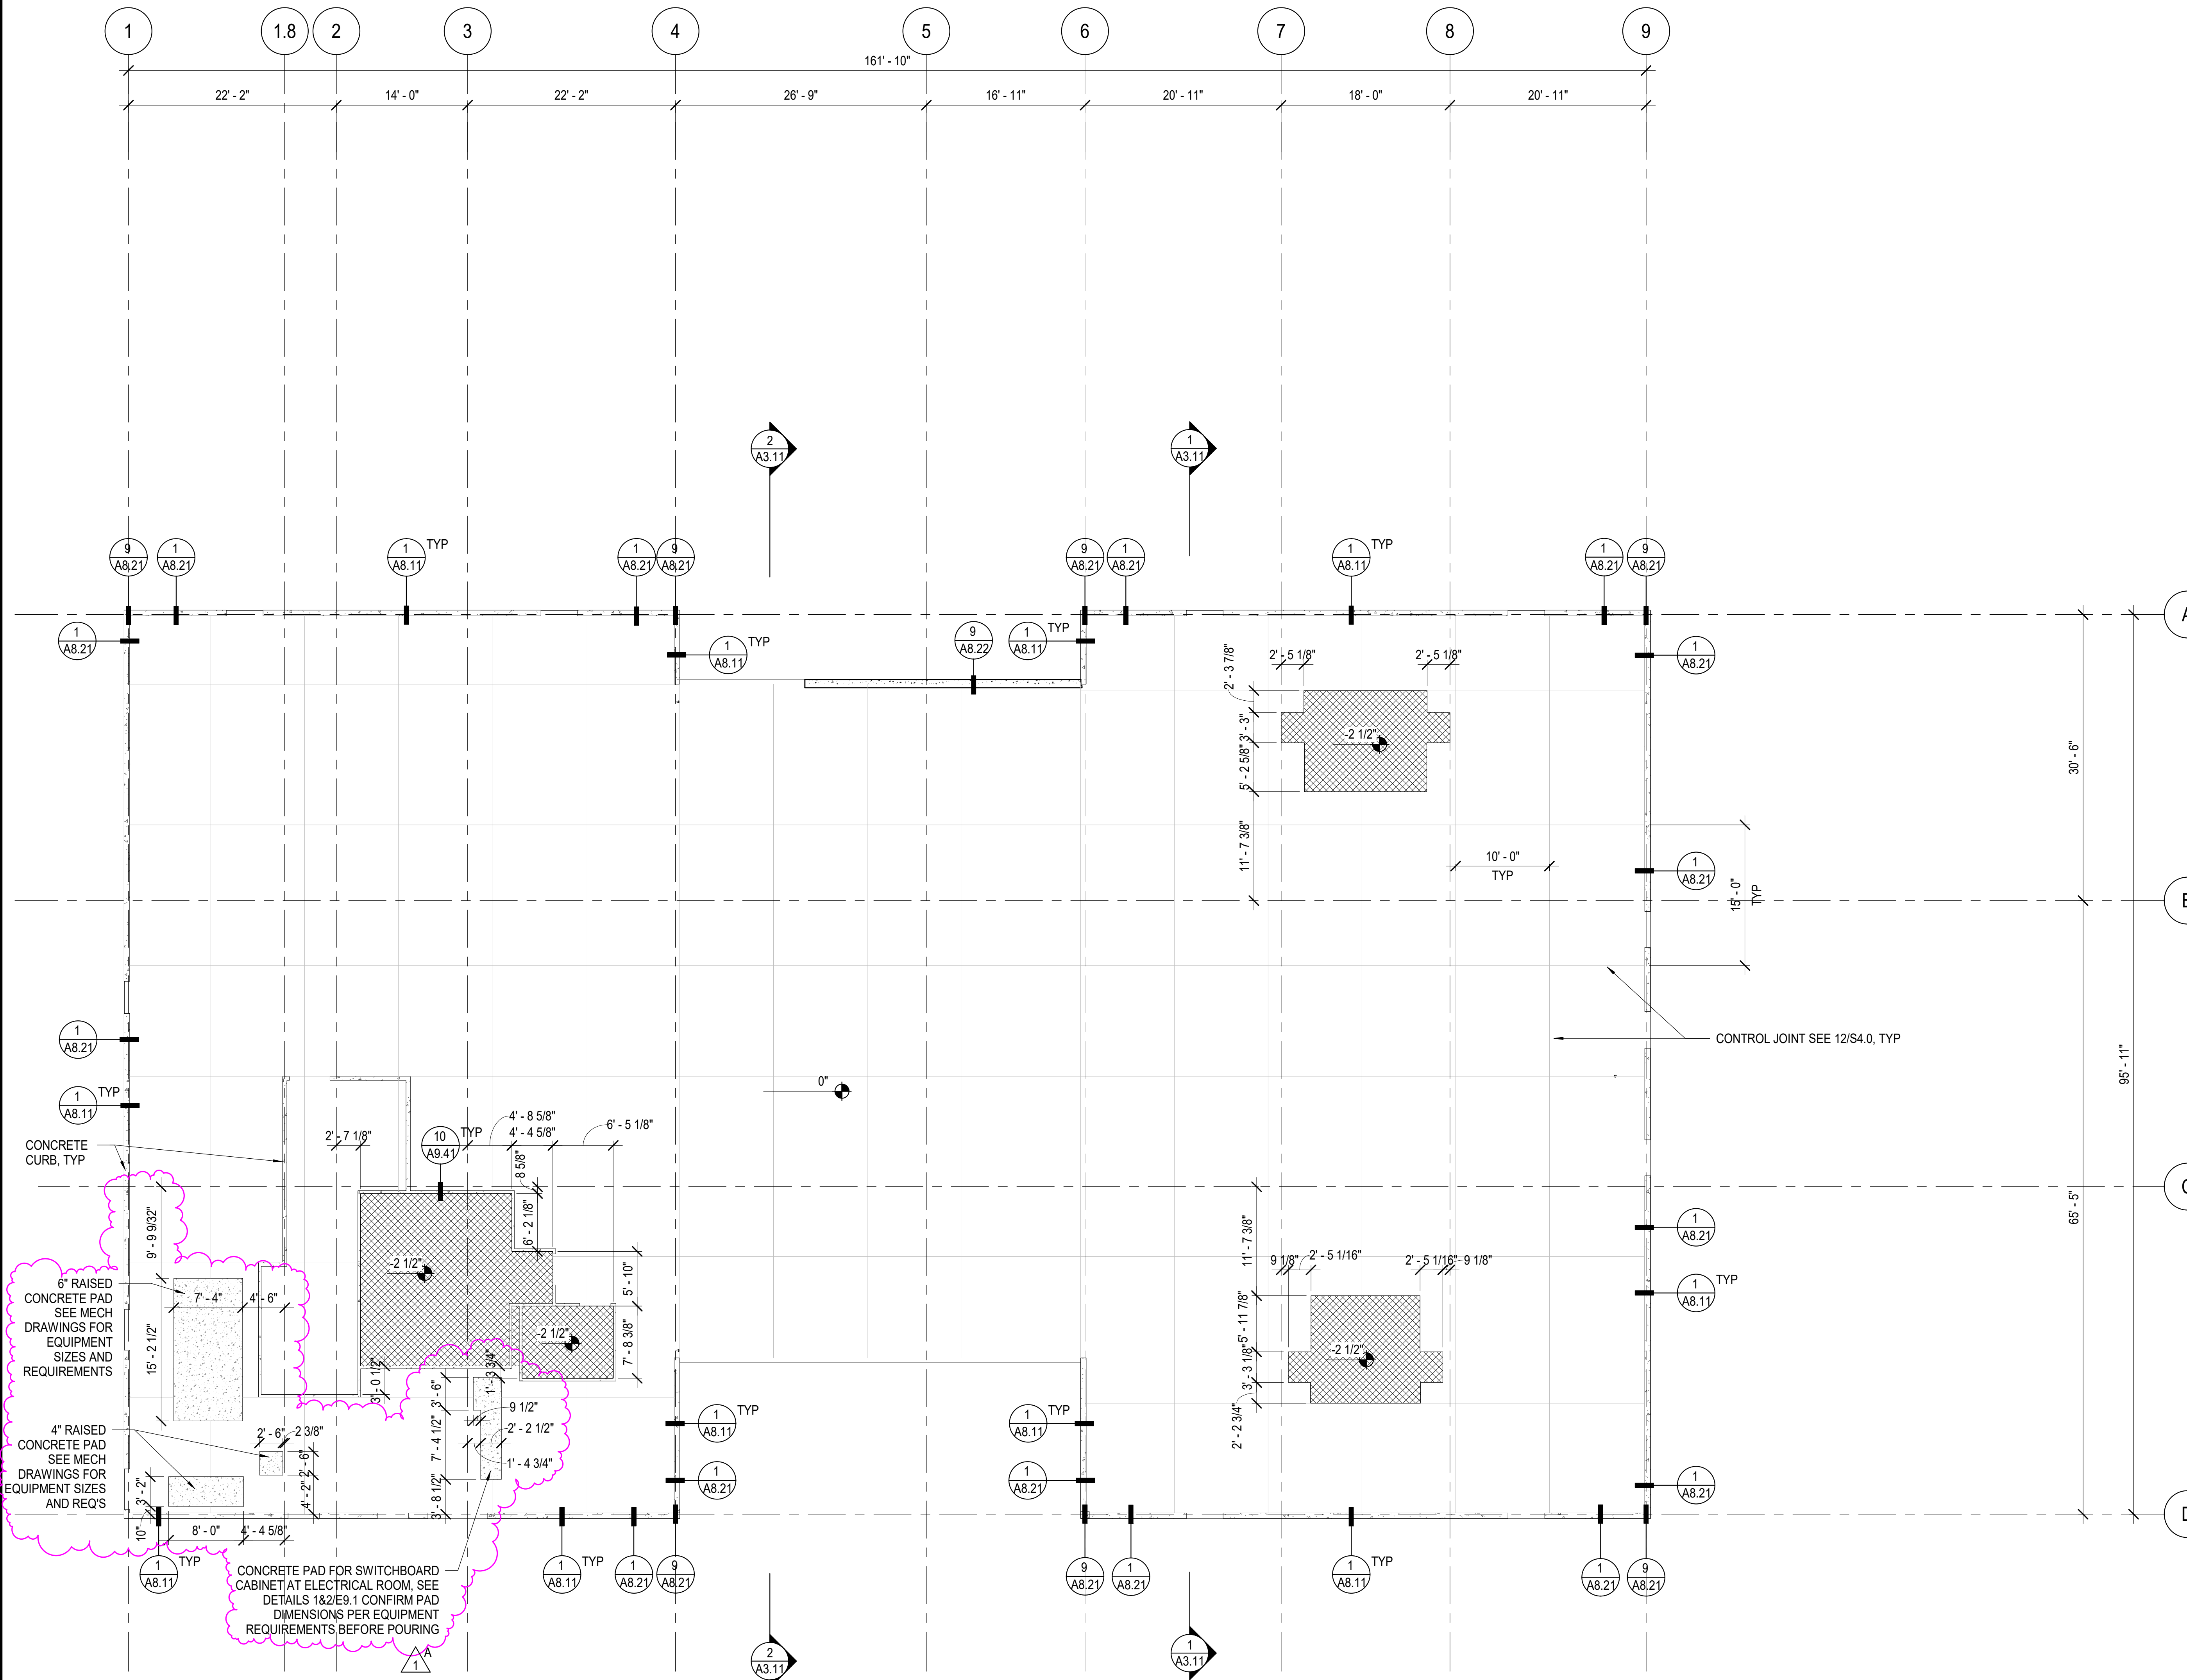 1
1.8
2
3
4
5
6
7
8
9
161' - 10"
22' - 2"
14' - 0"
22' - 2"
26' - 9"
16' - 11"
20' - 11"
18' - 0"
20' - 11"
2
A3.11
1
A3.11
9
A8.21
1
A8.21
1
A8.11
TYP
1
A8.21
9
A8.21
9
A8.21
1
A8.21
1
A8.11
TYP
1
A8.21
9
A8.21
A
1
A8.21
1
A8.11
TYP
9
A8.22
1
A8.11
TYP
1
A8.21
2' - 3 7/8"
2' - 5 1/8"
2' - 5 1/8"
3' - 3"
5' - 2 5/8"
-2 1/2"
11' - 7 3/8"
30' - 6"
10' - 0"
TYP
15' - 0"
TYP
1
A8.21
1
A8.21
CONTROL JOINT SEE 12/S4.0, TYP
95' - 11"
0"
1
A8.11
TYP
CONCRETE
CURB, TYP
2' - 7 1/8"
10
A9.41
TYP
4' - 8 5/8"
4' - 4 5/8"
6' - 5 1/8"
8 5/8"
6' - 2 1/8"
65' - 5"
9' - 9 9/32"
-2 1/2"
5' - 10"
11' - 7 3/8"
1
A8.21
9 1/8"
2' - 5 1/16"
2' - 5 1/16"
9 1/8"
1
A8.11
TYP
6" RAISED
CONCRETE PAD
SEE MECH
DRAWINGS FOR
EQUIPMENT
SIZES AND
REQUIREMENTS
7' - 4"
4' - 6"
15' - 2 1/2"
-2 1/2"
7' - 8 3/8"
5' - 11 7/8"
-2 1/2"
3' - 3 1/8"
2' - 2 3/4"
3' - 0 1/2"
1' - 3 3/4"
3' - 6"
9 1/2"
2' - 2 1/2"
7' - 4 1/2"
1' - 4 3/4"
3' - 8 1/2"
4" RAISED
CONCRETE PAD
SEE MECH
DRAWINGS FOR
EQUIPMENT SIZES
AND REQ'S
2' - 6"
2 3/8"
2' - 6"
4' - 2"
3' - 2"
10"
8' - 0"
4' - 4 5/8"
1
A8.11
TYP
1
A8.21
1
A8.11
TYP
1
A8.21
1
A8.21
1
A8.11
TYP
1
A8.11
TYP
1
A8.21
9
A8.21
9
A8.21
1
A8.21
1
A8.11
TYP
1
A8.21
9
A8.21
CONCRETE PAD FOR SWITCHBOARD
CABINET AT ELECTRICAL ROOM, SEE
DETAILS 1&2/E9.1 CONFIRM PAD
DIMENSIONS PER EQUIPMENT
REQUIREMENTS BEFORE POURING
1
A
2
A3.11
1
A3.11